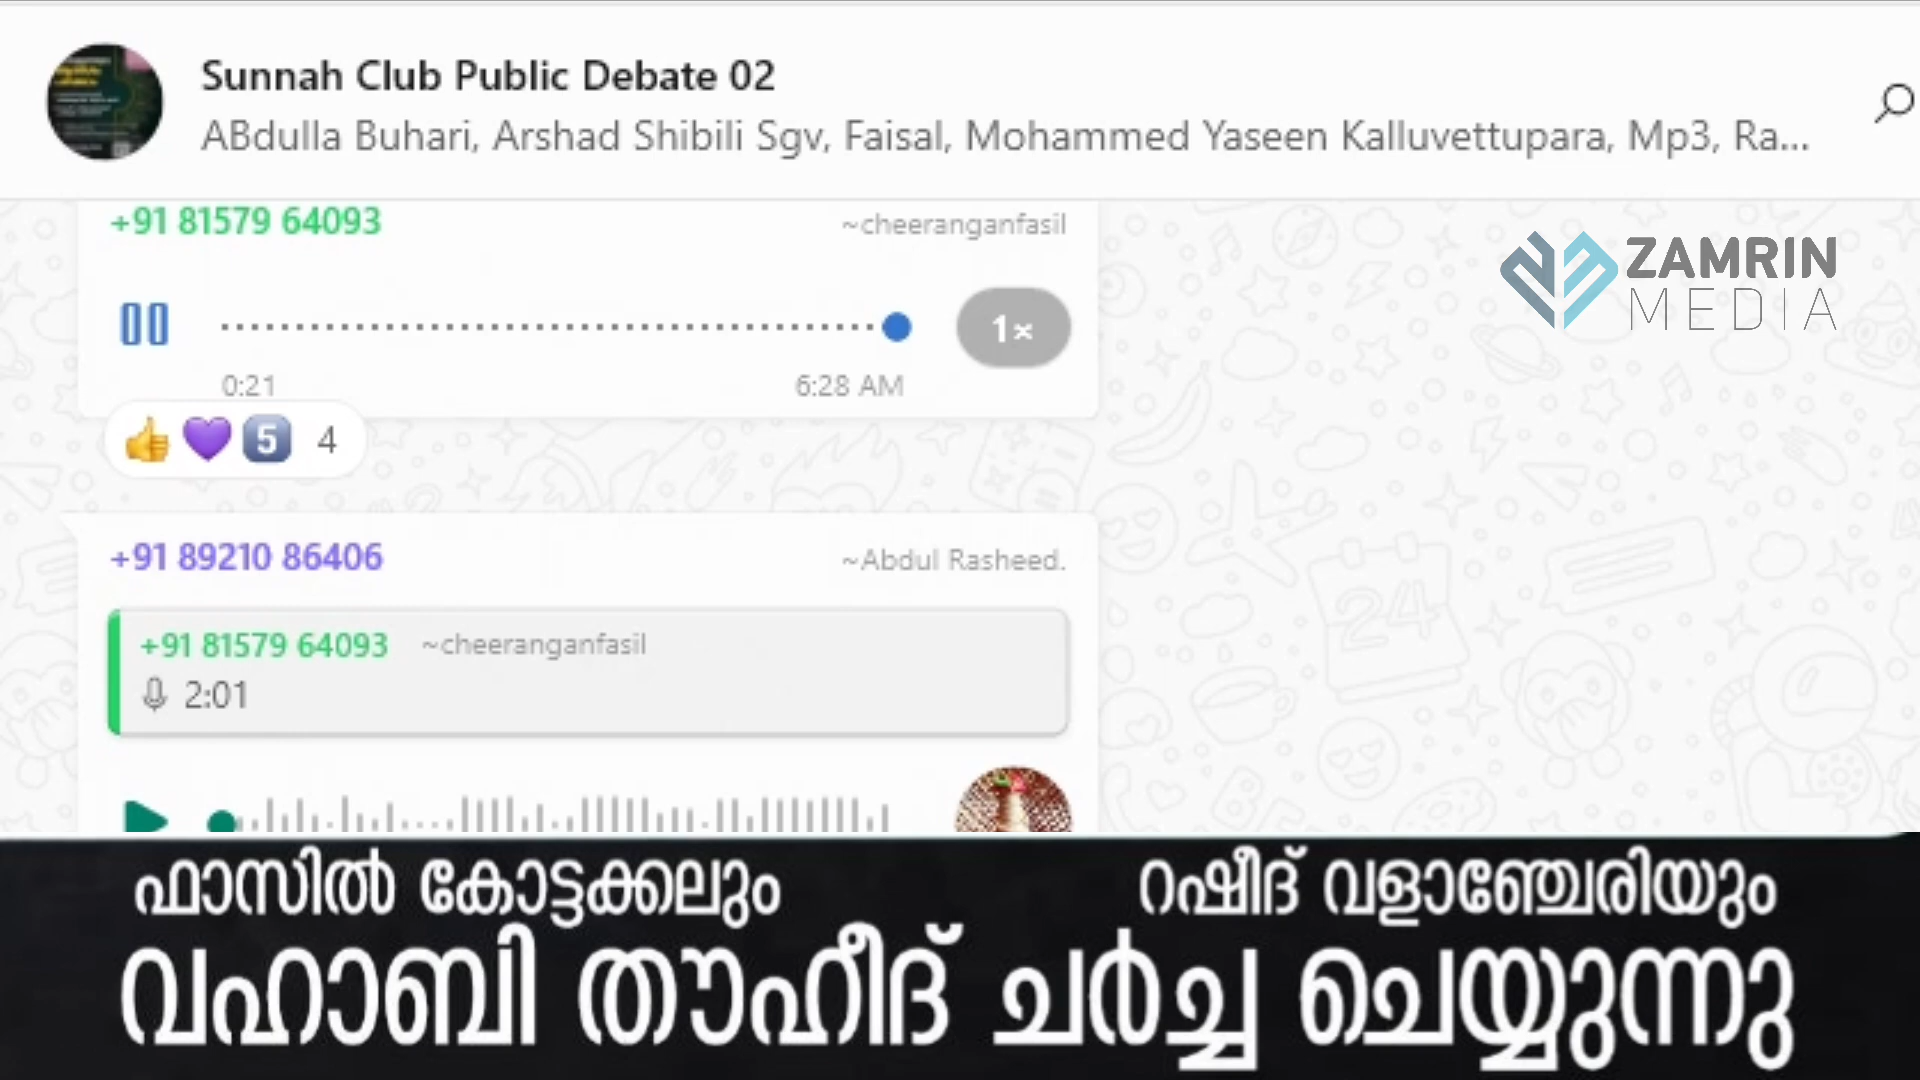 Sunnah Club Public Debate 02
ABdulla Buhari, Arshad Shibili Sgv, Faisal, Mohammed Yaseen Kalluvettupara, Mp3, Ra...
+91 81579 64093 ~cheeranganfasil
ZAMRIN
MEDIA
1×
0:21 6:28 AM
5 4
+91 89210 86406 ~Abdul Rasheed.
+91 81579 64093 ~cheeranganfasil
2:01
ഫാസിൽ കോട്ടക്കലും റഷീദ് വളാഞ്ചേരിയും
വഹാബി തൗഹീദ് ചർച്ച ചെയ്യുന്നു